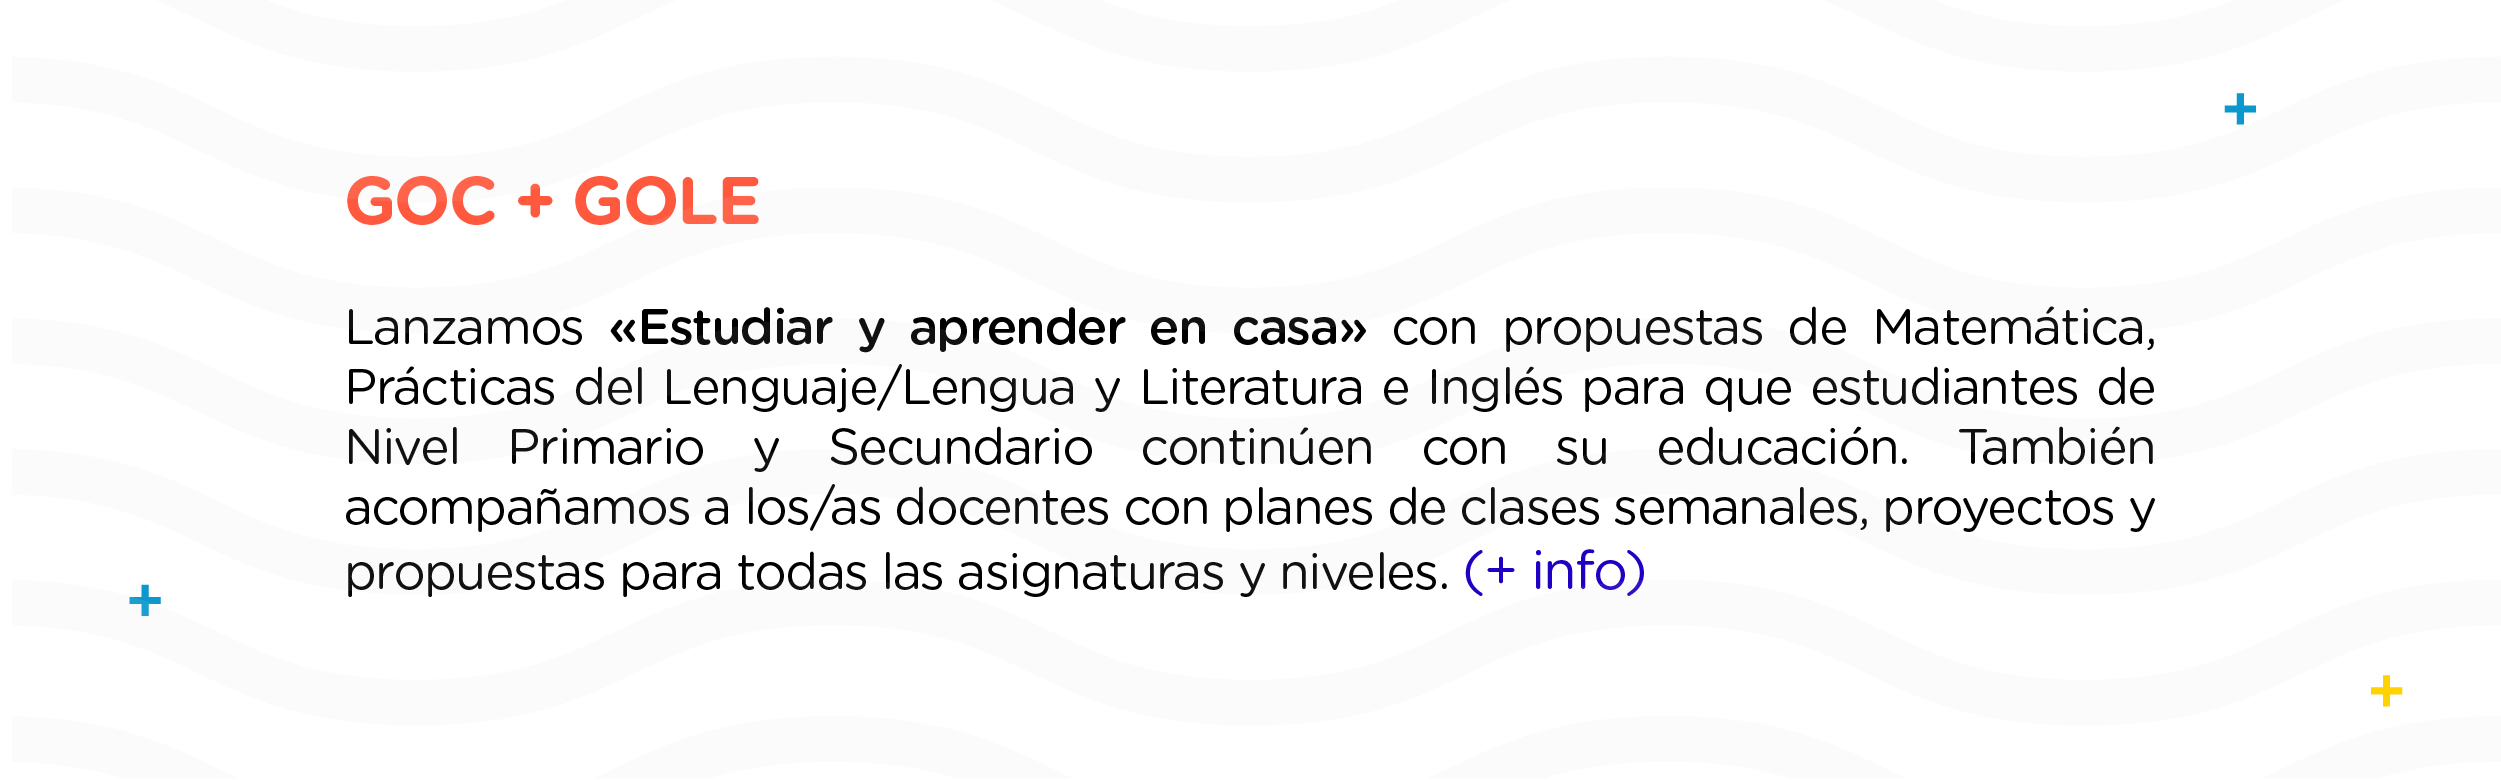 GOC + GOLE
Lanzamos «Estudiar y aprender en casa» con propuestas de Matemática,
Prácticas del Lenguaje/Lengua y Literatura e Inglés para que estudiantes de
Nivel Primario y Secundario continúen con su educación. También
acompañamos a los/as docentes con planes de clases semanales, proyectos y
propuestas para todas las asignaturas y niveles. (+ info)